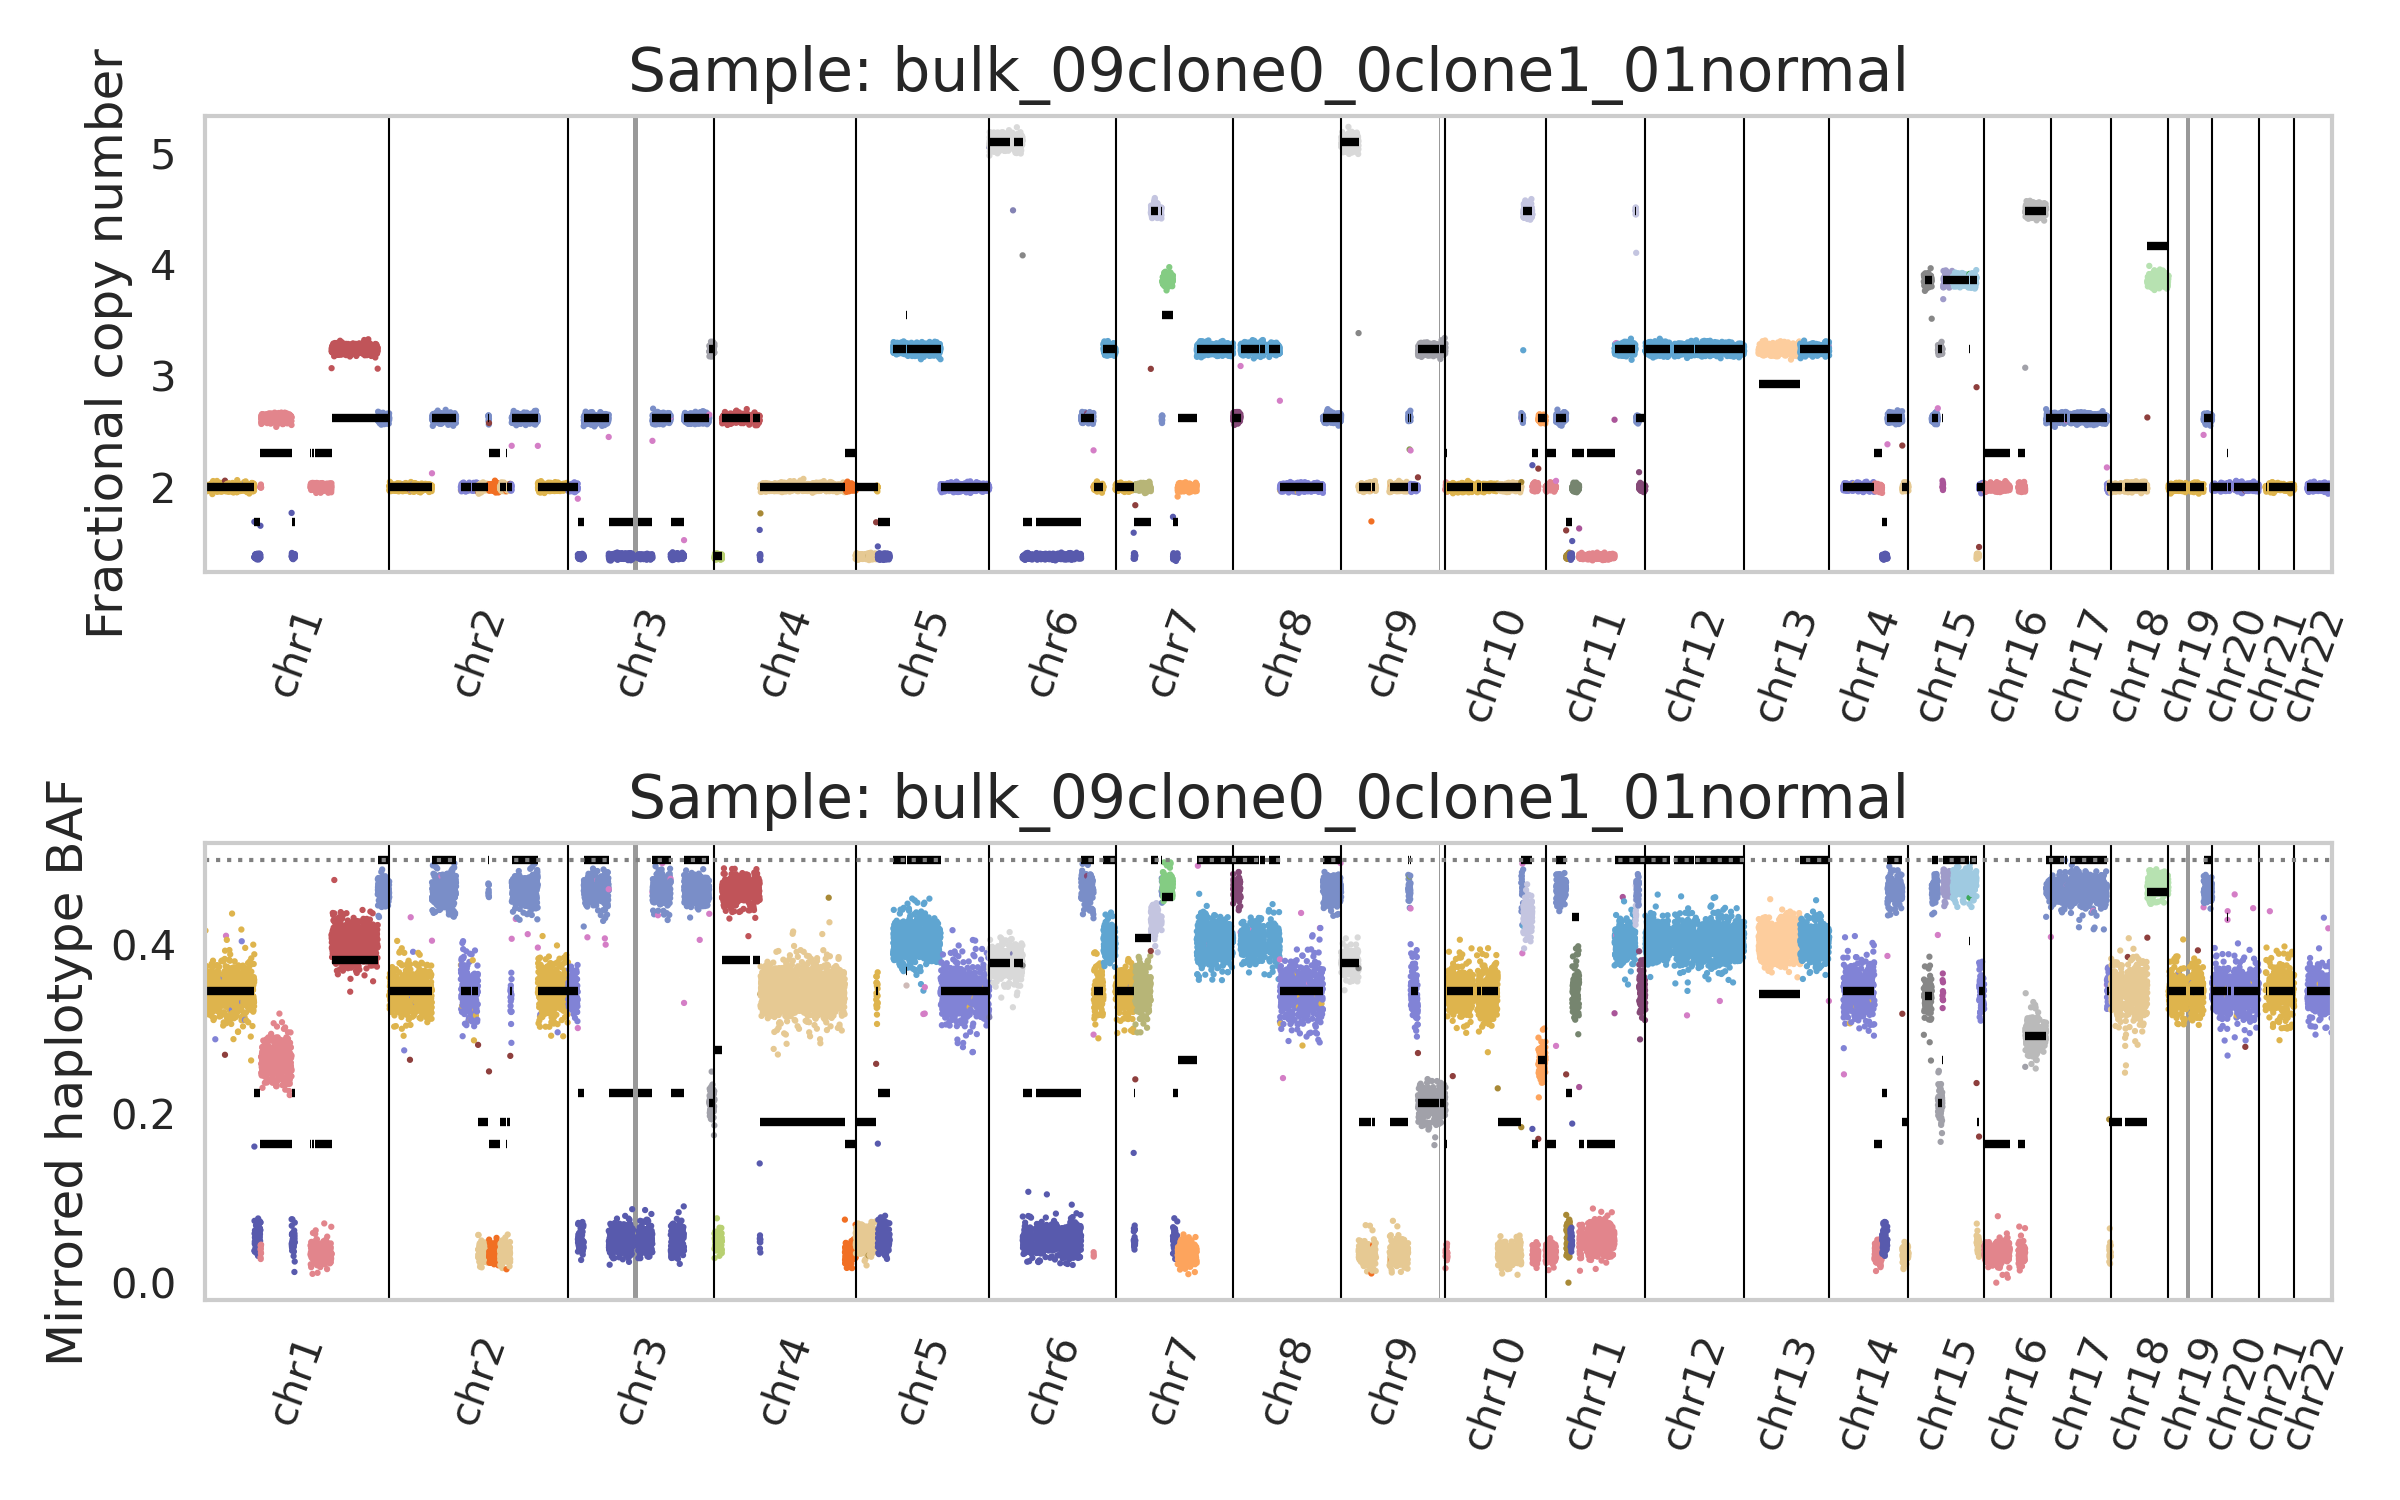 Sample: bulk_09clone0_0clone1_01normal
Fractional copy number
5
4
3
2
chr1 chr2 chr3 chr4 chr5 chr6 chr7 chr8 chr9 chr10 chr11 chr12 chr13 chr14 chr15 chr16 chr17 chr18 chr19 chr20 chr21 chr22
Sample: bulk_09clone0_0clone1_01normal
Mirrored haplotype BAF
0.4
0.2
0.0
chr1 chr2 chr3 chr4 chr5 chr6 chr7 chr8 chr9 chr10 chr11 chr12 chr13 chr14 chr15 chr16 chr17 chr18 chr19 chr20 chr21 chr22